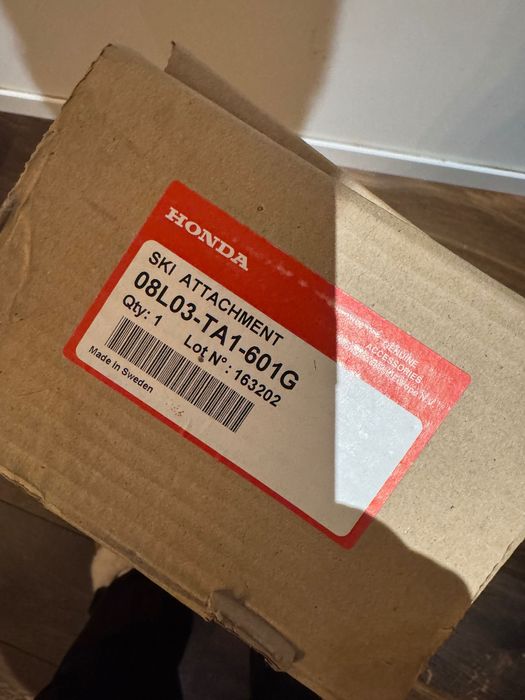 HONDA
SKI ATTACHMENT
08L03-TA1-601G
Qty: 1 Lot N°: 163202
Made In Sweden
GENUINE
ACCESSORIES